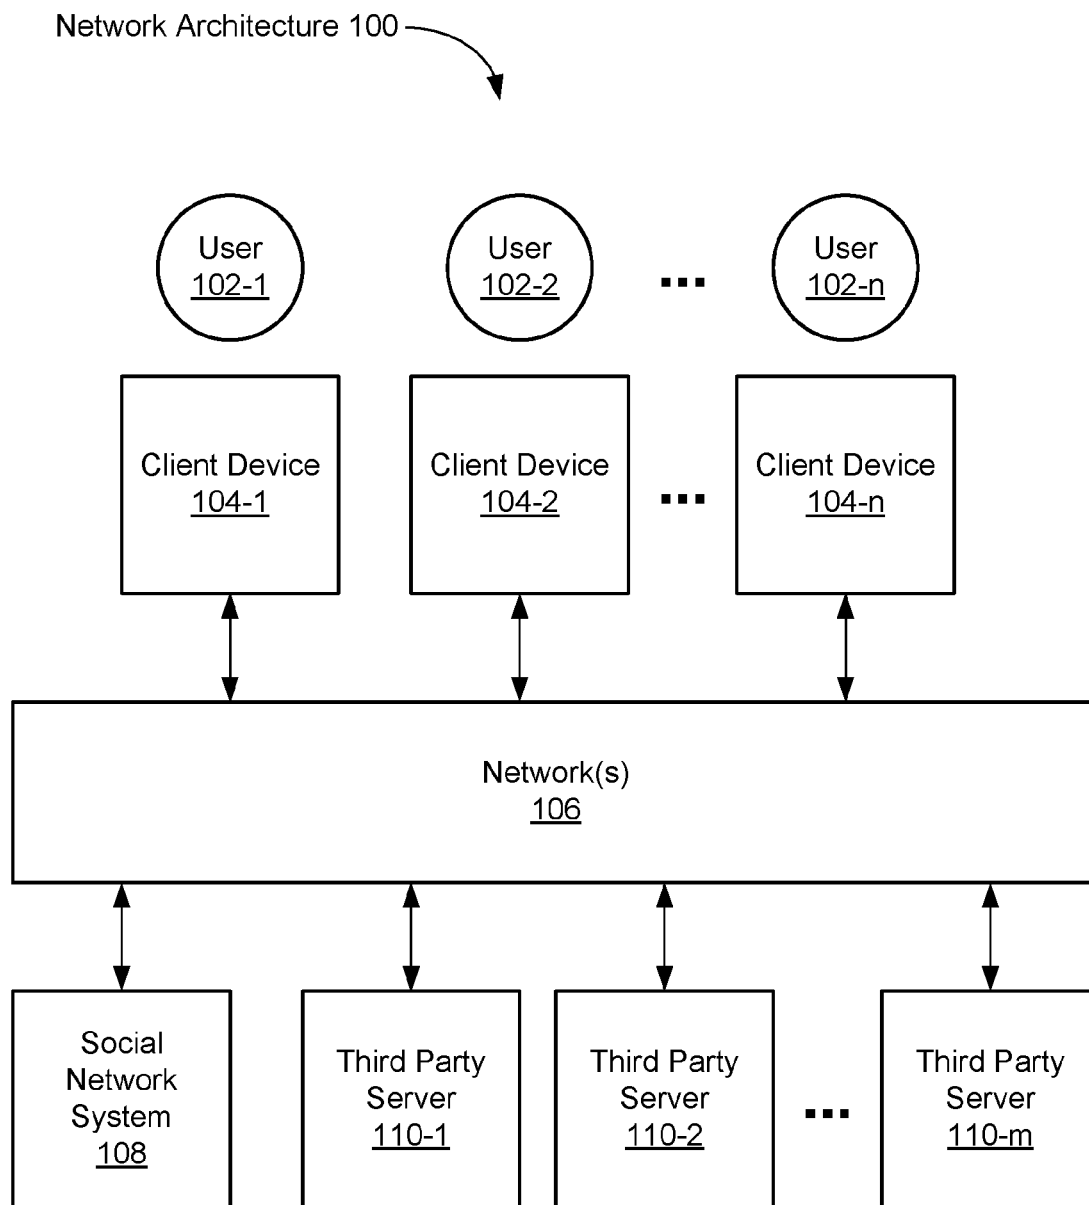 Network Architecture 100
User
102-1
User
102-2
...
User
102-n
Client Device
104-1
Client Device
104-2
...
Client Device
104-n
Network(s)
106
Social
Network
System
108
Third Party
Server
110-1
Third Party
Server
110-2
...
Third Party
Server
110-m